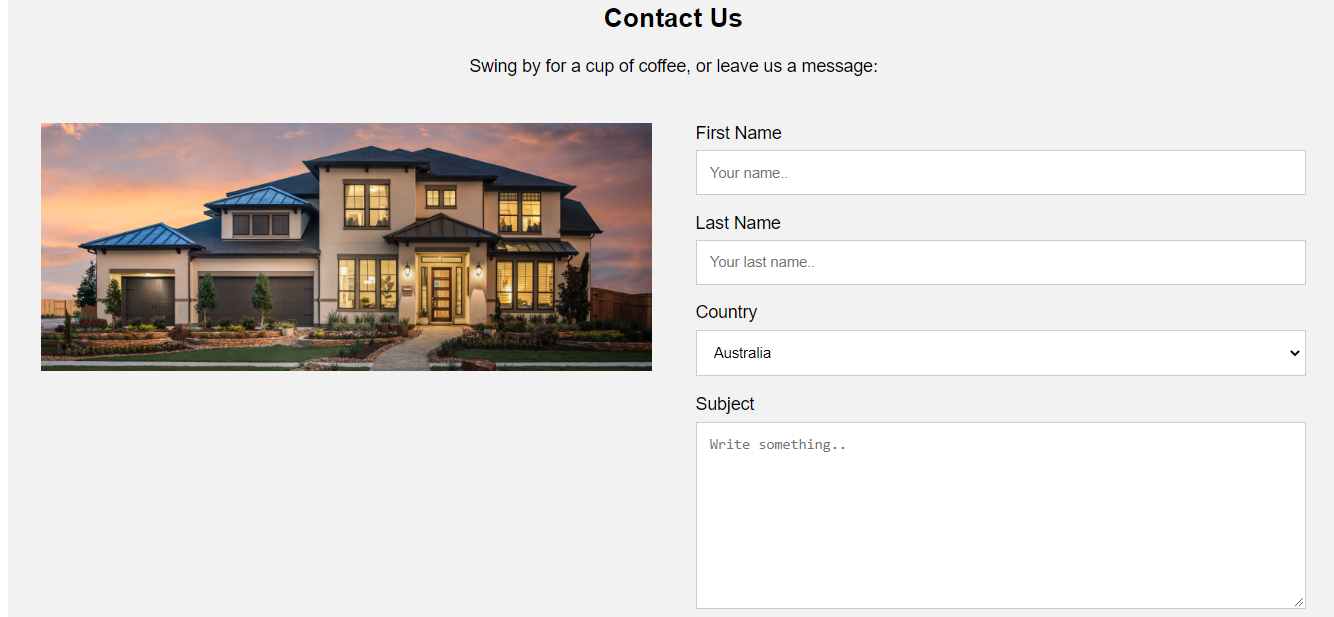 Contact Us
Swing by for a cup of coffee, or leave us a message:
First Name
Your name..
Last Name
Your last name..
Country
Australia
Subject
Write something..